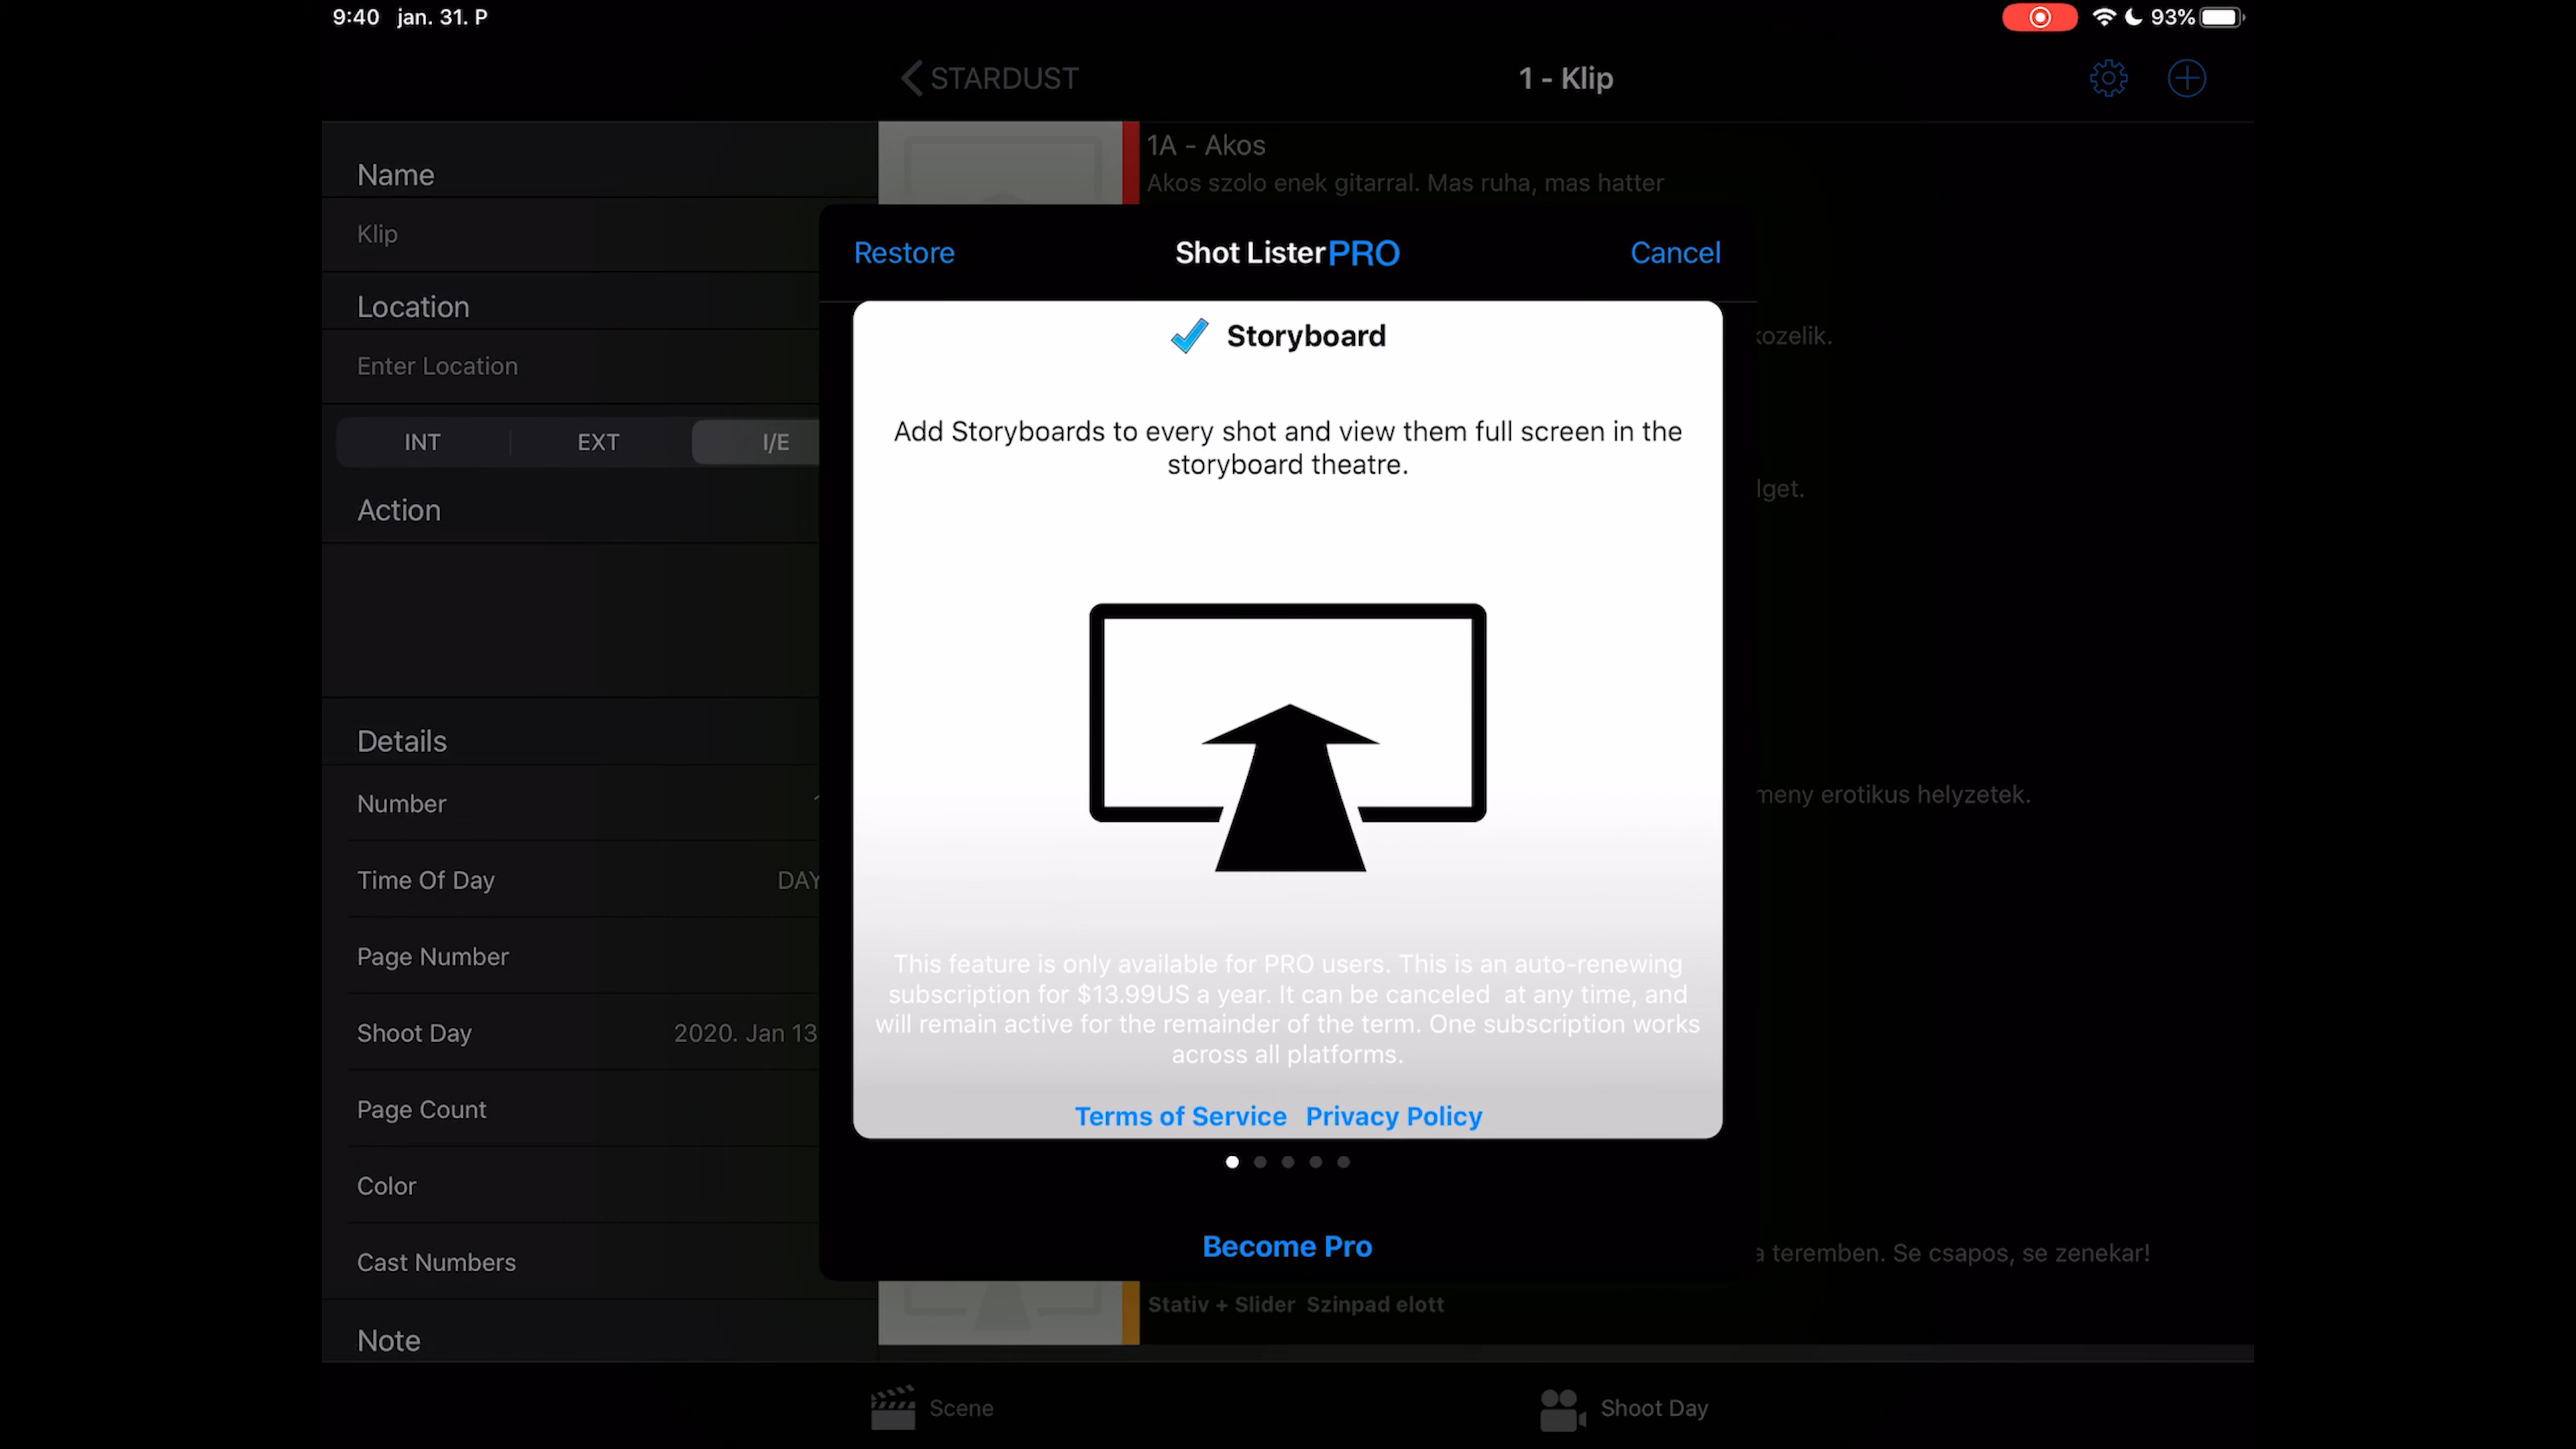 9:40 jan. 31. P
93%
STARDUST
1 - Klip
Name
Klip
Location
Enter Location
INT EXT I/E
Action
Details
Number
Time Of Day DAY
Page Number
Shoot Day 2020. Jan 13
Page Count
Color
Cast Numbers
Note
1A - Akos
Akos szolo enek gitarral. Mas ruha, mas hatter
kozelik.
lget.
meny erotikus helyzetek.
a teremben. Se csapos, se zenekar!
Stativ + Slider Szinpad elott
Restore
Shot Lister PRO
Cancel
Storyboard
Add Storyboards to every shot and view them full screen in the
storyboard theatre.
This feature is only available for PRO users. This is an auto-renewing
subscription for $13.99US a year. It can be canceled at any time, and
will remain active for the remainder of the term. One subscription works
across all platforms.
Terms of Service Privacy Policy
Become Pro
Scene
Shoot Day